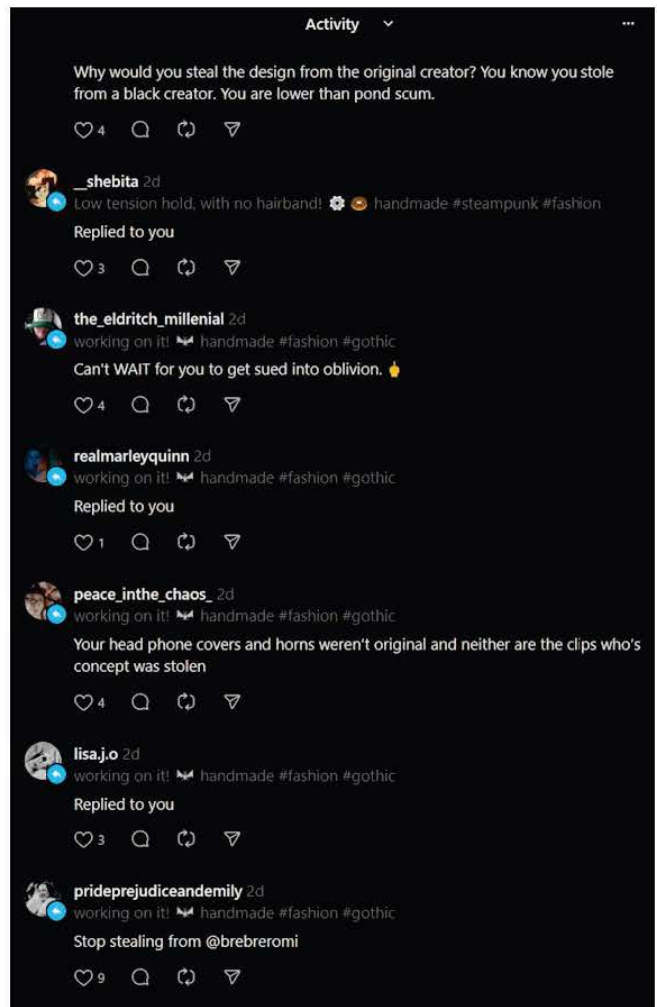 Activity
Why would you steal the design from the original creator? You know you stole
from a black creator. You are lower than pond scum.
4
__shebita 2d
Low tension hold, with no hairband! ⚙️ 🍩 handmade #steampunk #fashion
Replied to you
3
the_eldritch_millenial 2d
working on it! 🦇 handmade #fashion #gothic
Can't WAIT for you to get sued into oblivion. 🖕
4
realmarleyquinn 2d
working on it! 🦇 handmade #fashion #gothic
Replied to you
1
peace_inthe_chaos_ 2d
working on it! 🦇 handmade #fashion #gothic
Your head phone covers and horns weren't original and neither are the clips who's
concept was stolen
4
lisa.j.o 2d
working on it! 🦇 handmade #fashion #gothic
Replied to you
3
prideprejudiceandemily 2d
working on it! 🦇 handmade #fashion #gothic
Stop stealing from @brebreromi
9